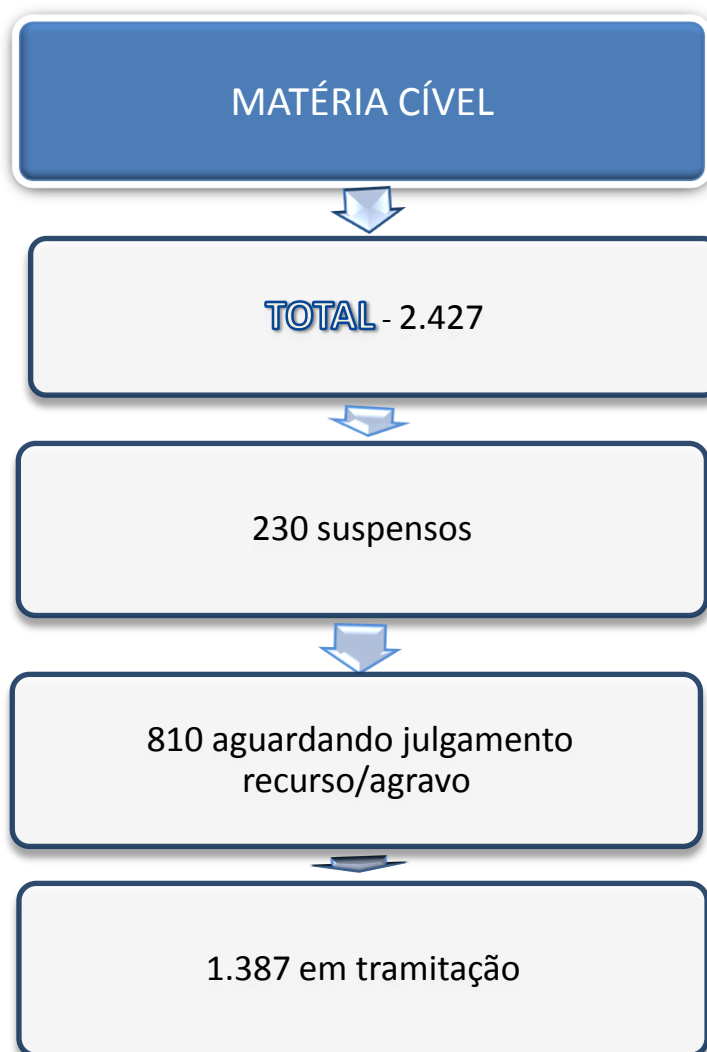 MATÉRIA CÍVEL
TOTAL - 2.427
230 suspensos
810 aguardando julgamento
recurso/agravo
1.387 em tramitação